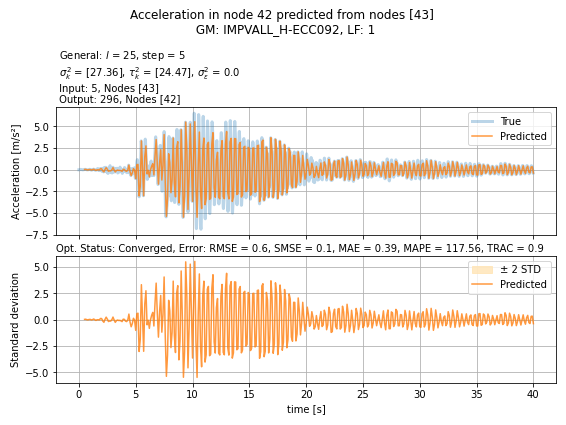 Acceleration in node 42 predicted from nodes [43]
GM: IMPVALL_H-ECC092, LF: 1
General: l = 25, step = 5
σ²ₖ = [27.36], τ²ₖ = [24.47], σ²ε = 0.0
Input: 5, Nodes [43]
Output: 296, Nodes [42]
Acceleration [m/s²]
5.0
2.5
0.0
−2.5
−5.0
−7.5
True
Predicted
Opt. Status: Converged, Error: RMSE = 0.6, SMSE = 0.1, MAE = 0.39, MAPE = 117.56, TRAC = 0.9
Standard deviation
5.0
2.5
0.0
−2.5
−5.0
± 2 STD
Predicted
0 5 10 15 20 25 30 35 40
time [s]